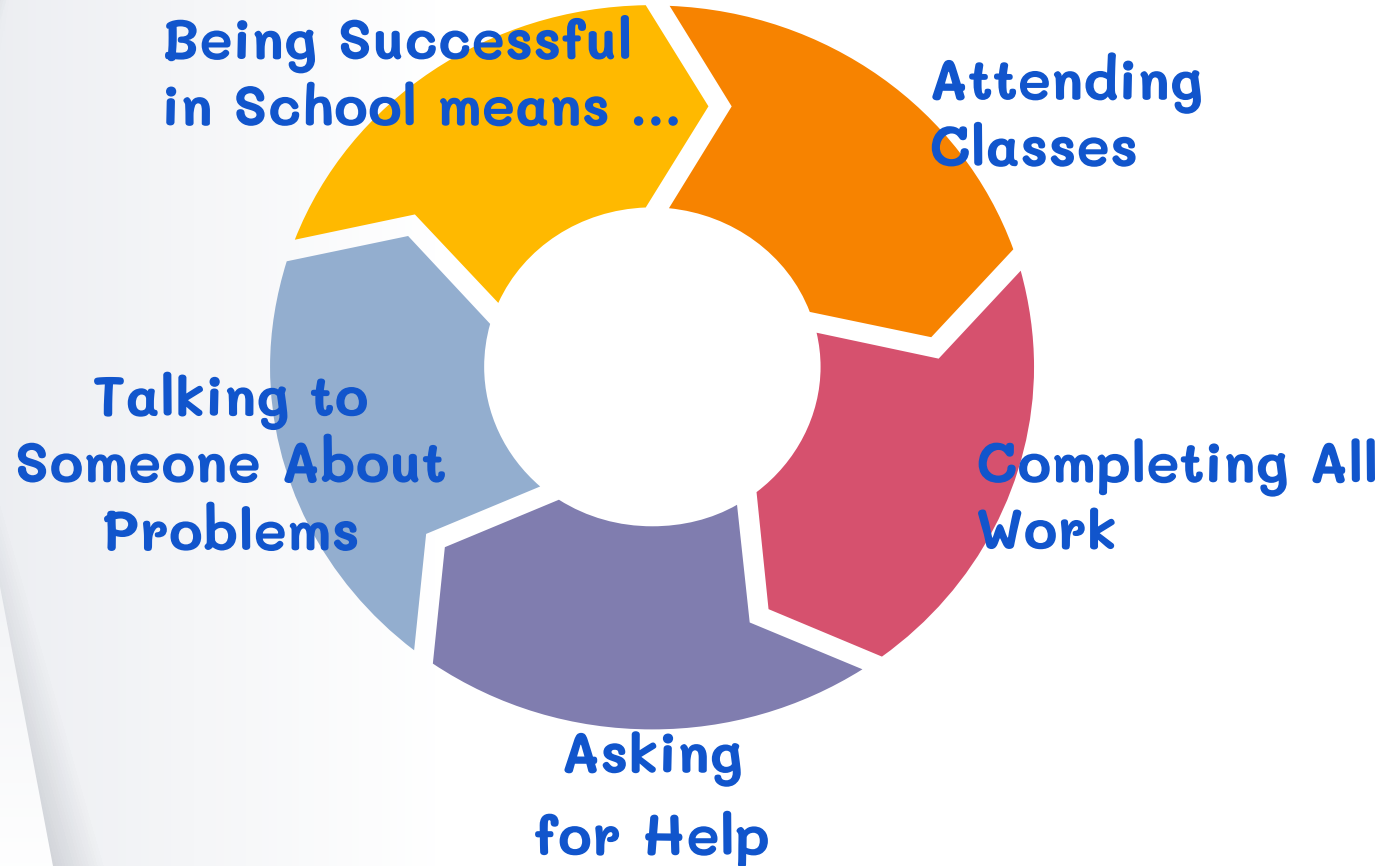 Being Successful
in School means ...
Attending
Classes
Completing All
Work
Asking
for Help
Talking to
Someone About
Problems